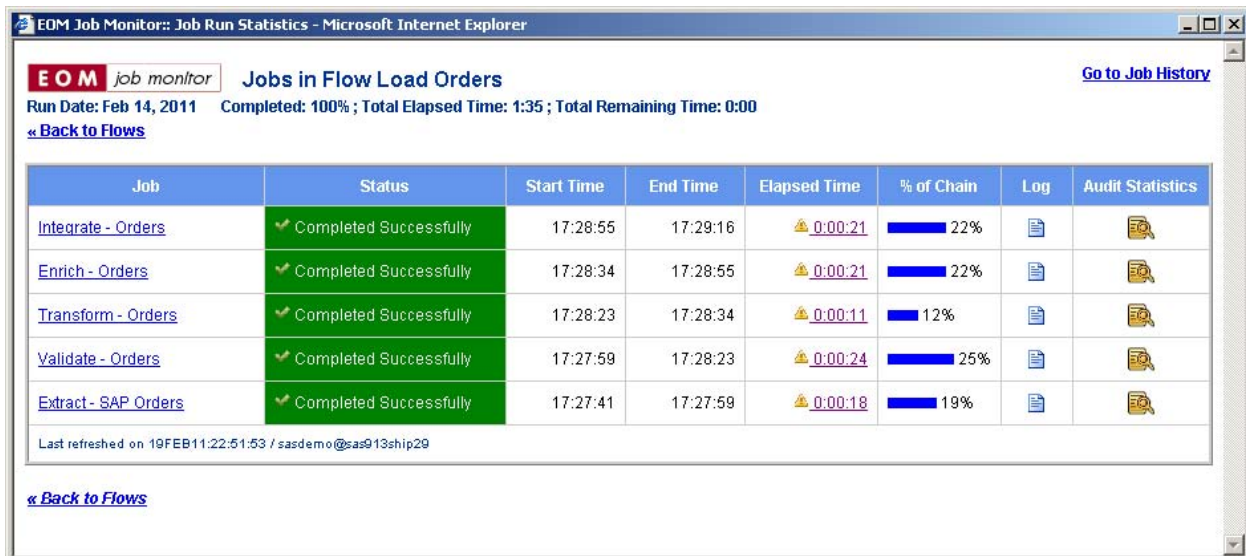 EOM Job Monitor:: Job Run Statistics - Microsoft Internet Explorer
EOM job monitor Jobs in Flow Load Orders Go to Job History
Run Date: Feb 14, 2011 Completed: 100% ; Total Elapsed Time: 1:35 ; Total Remaining Time: 0:00
« Back to Flows
Job Status Start Time End Time Elapsed Time % of Chain Log Audit Statistics
Integrate - Orders Completed Successfully 17:28:55 17:29:16 0:00:21 22%
Enrich - Orders Completed Successfully 17:28:34 17:28:55 0:00:21 22%
Transform - Orders Completed Successfully 17:28:23 17:28:34 0:00:11 12%
Validate - Orders Completed Successfully 17:27:59 17:28:23 0:00:24 25%
Extract - SAP Orders Completed Successfully 17:27:41 17:27:59 0:00:18 19%
Last refreshed on 19FEB11:22:51:53 / sasdemo@sas913ship29
« Back to Flows